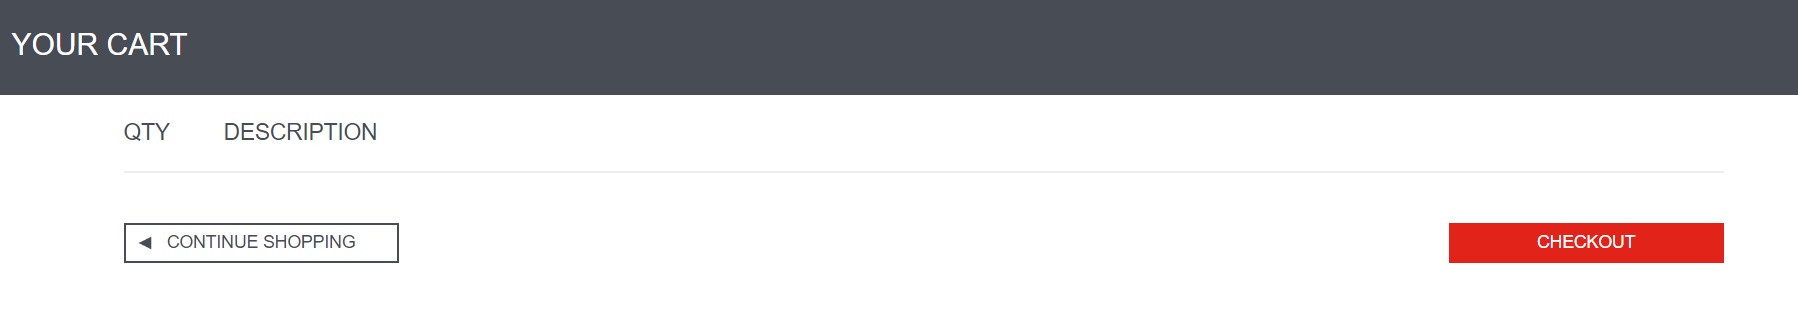 YOUR CART
QTY DESCRIPTION
CONTINUE SHOPPING
CHECKOUT